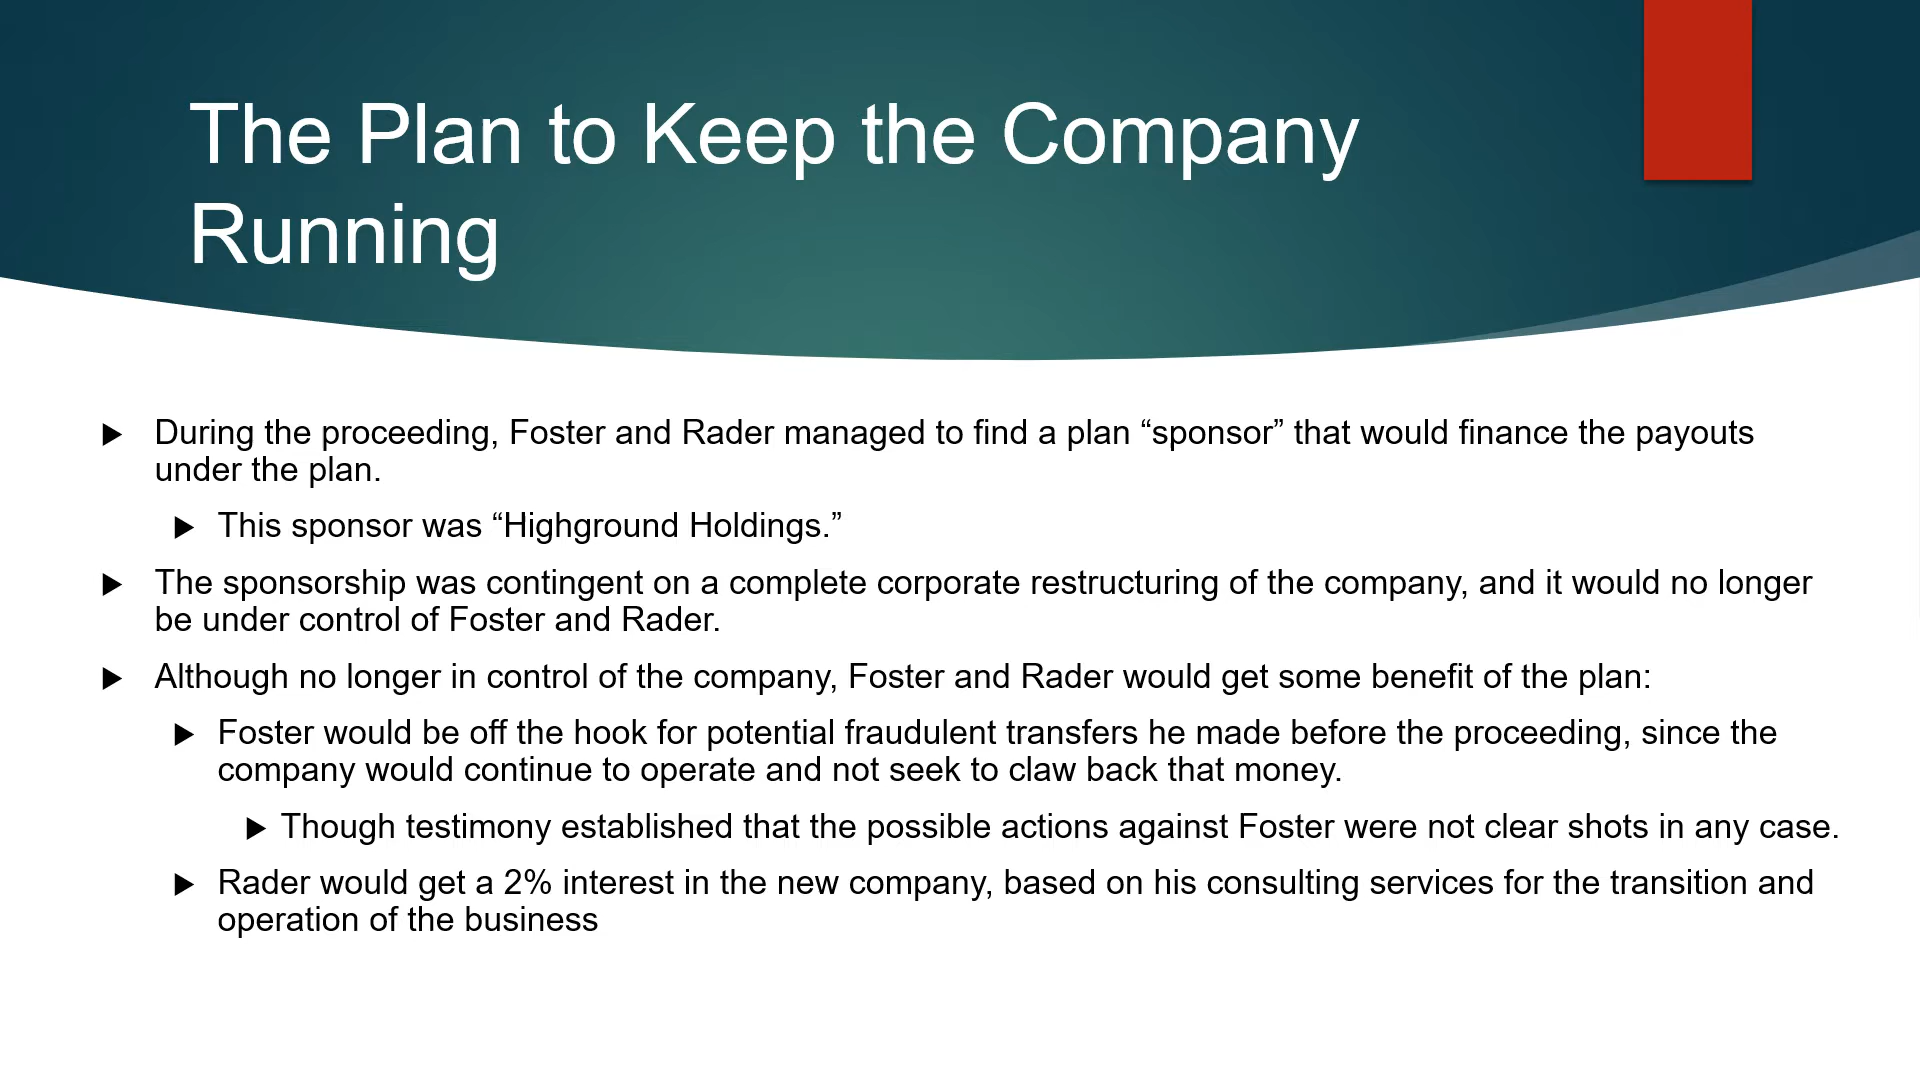 The Plan to Keep the Company
Running
During the proceeding, Foster and Rader managed to find a plan “sponsor” that would finance the payouts
under the plan.
This sponsor was “Highground Holdings.”
The sponsorship was contingent on a complete corporate restructuring of the company, and it would no longer
be under control of Foster and Rader.
Although no longer in control of the company, Foster and Rader would get some benefit of the plan:
Foster would be off the hook for potential fraudulent transfers he made before the proceeding, since the
company would continue to operate and not seek to claw back that money.
Though testimony established that the possible actions against Foster were not clear shots in any case.
Rader would get a 2% interest in the new company, based on his consulting services for the transition and
operation of the business